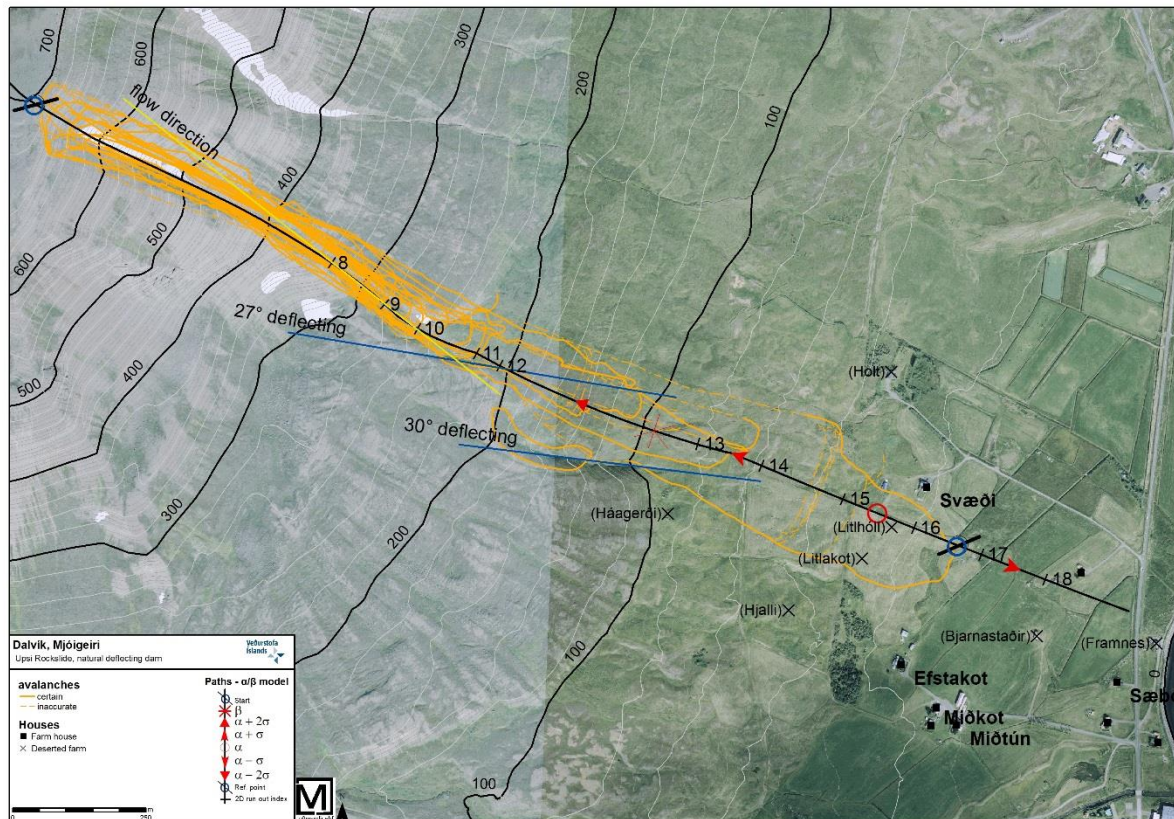 700
600
300
200
100
flow direction
400
500
600
8
9
27° deflecting
10
11
12
500
400
(Holt)
30° deflecting
13
14
300
15
Svæði
(Háagerði)
(Litlhóll)
16
200
(Litlakot)
17
18
(Hjalli)
(Bjarnastaðir)
(Framnes)
100
0
Efstakot
Miðkot
Miðtún
100
Dalvík, Mjóigeiri
Upsi Rockslide, natural deflecting dam
Veðurstofa
Íslands
avalanches
certain
inaccurate
Houses
Farm house
Deserted farm
Paths - α/β model
Start
β
α + 2σ
α + σ
α
α − σ
α − 2σ
Ref. point
2D run out index
0
250
M